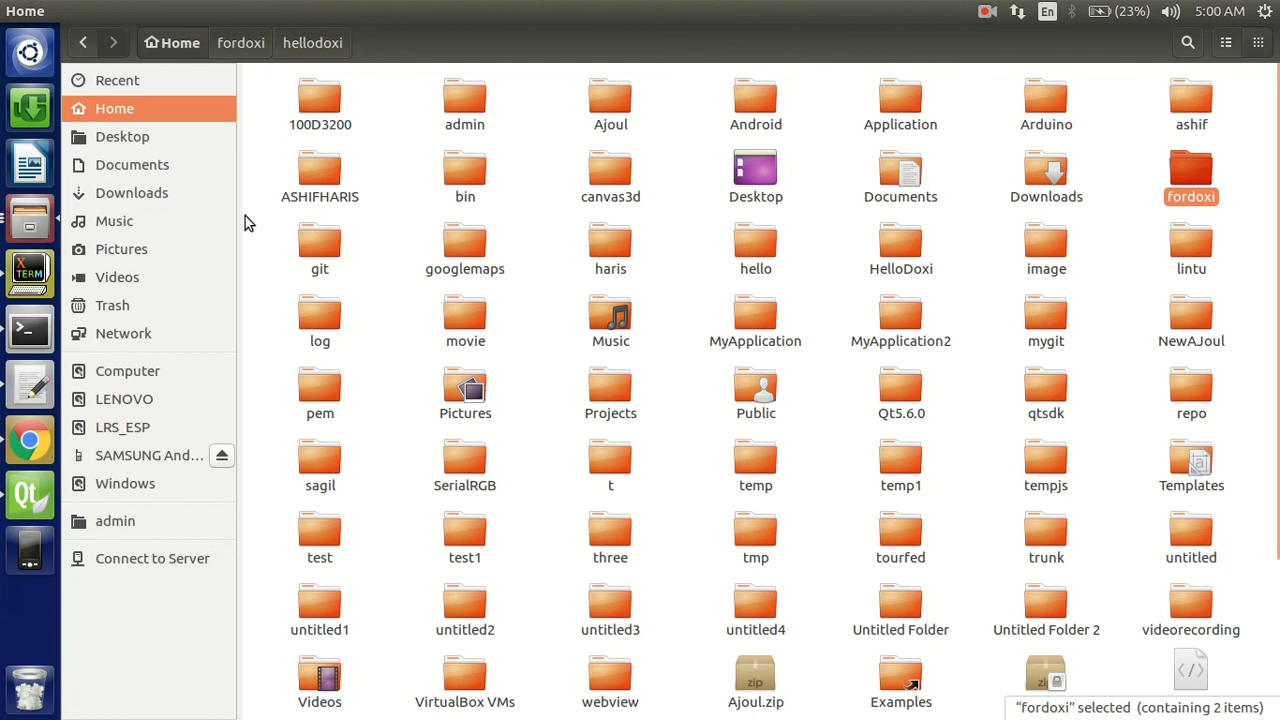 Home
En
(23%)
5:00 AM
Home
fordoxi
hellodoxi
Recent
Home
Desktop
Documents
Downloads
Music
Pictures
Videos
Trash
Network
Computer
LENOVO
LRS_ESP
SAMSUNG And...
Windows
admin
Connect to Server
100D3200
admin
Ajoul
Android
Application
Arduino
ashif
ASHIFHARIS
bin
canvas3d
Desktop
Documents
Downloads
fordoxi
git
googlemaps
haris
hello
HelloDoxi
image
lintu
log
movie
Music
MyApplication
MyApplication2
mygit
NewAJoul
pem
Pictures
Projects
Public
Qt5.6.0
qtsdk
repo
sagil
SerialRGB
t
temp
temp1
tempjs
Templates
test
test1
three
tmp
tourfed
trunk
untitled
untitled1
untitled2
untitled3
untitled4
Untitled Folder
Untitled Folder 2
videorecording
Videos
VirtualBox VMs
webview
zip
Ajoul.zip
Examples
zip
"fordoxi" selected (containing 2 items)
X
TERM
Qt